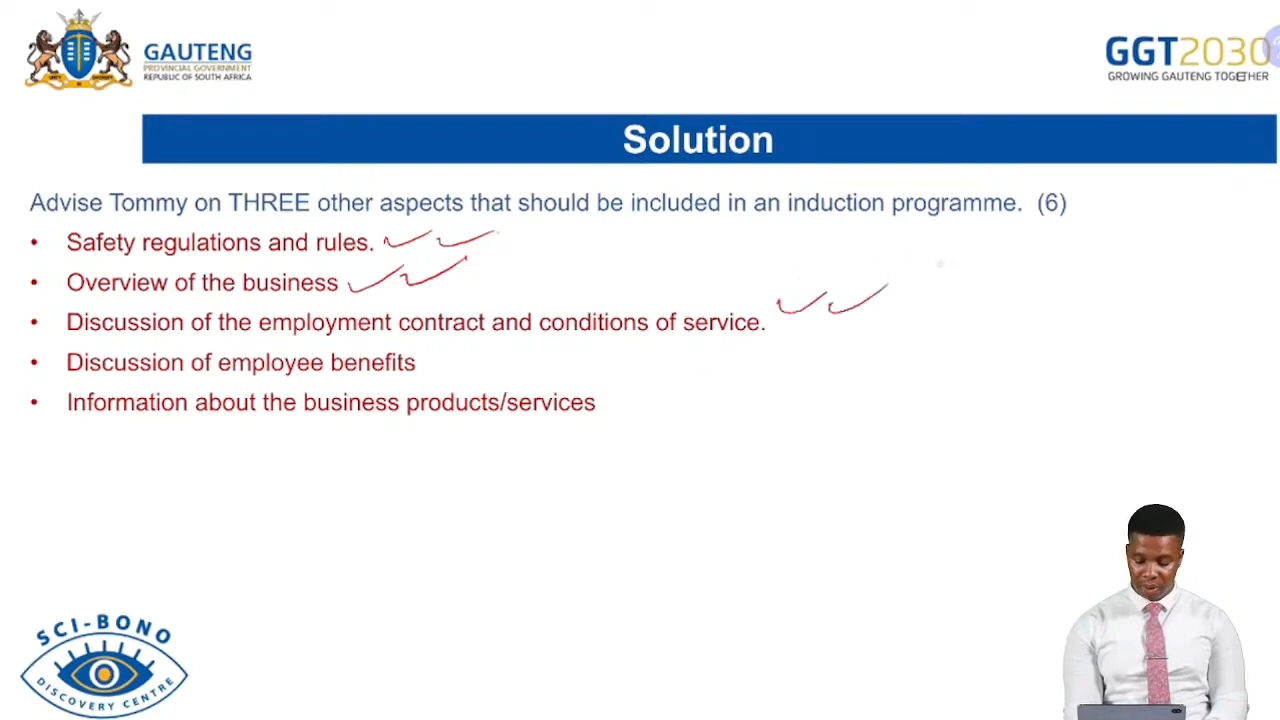 GAUTENG
PROVINCIAL GOVERNMENT
REPUBLIC OF SOUTH AFRICA
GGT2030
GROWING GAUTENG TOGETHER
Solution
Advise Tommy on THREE other aspects that should be included in an induction programme. (6)
• Safety regulations and rules.
• Overview of the business
• Discussion of the employment contract and conditions of service.
• Discussion of employee benefits
• Information about the business products/services
SCI-BONO
DISCOVERY CENTRE